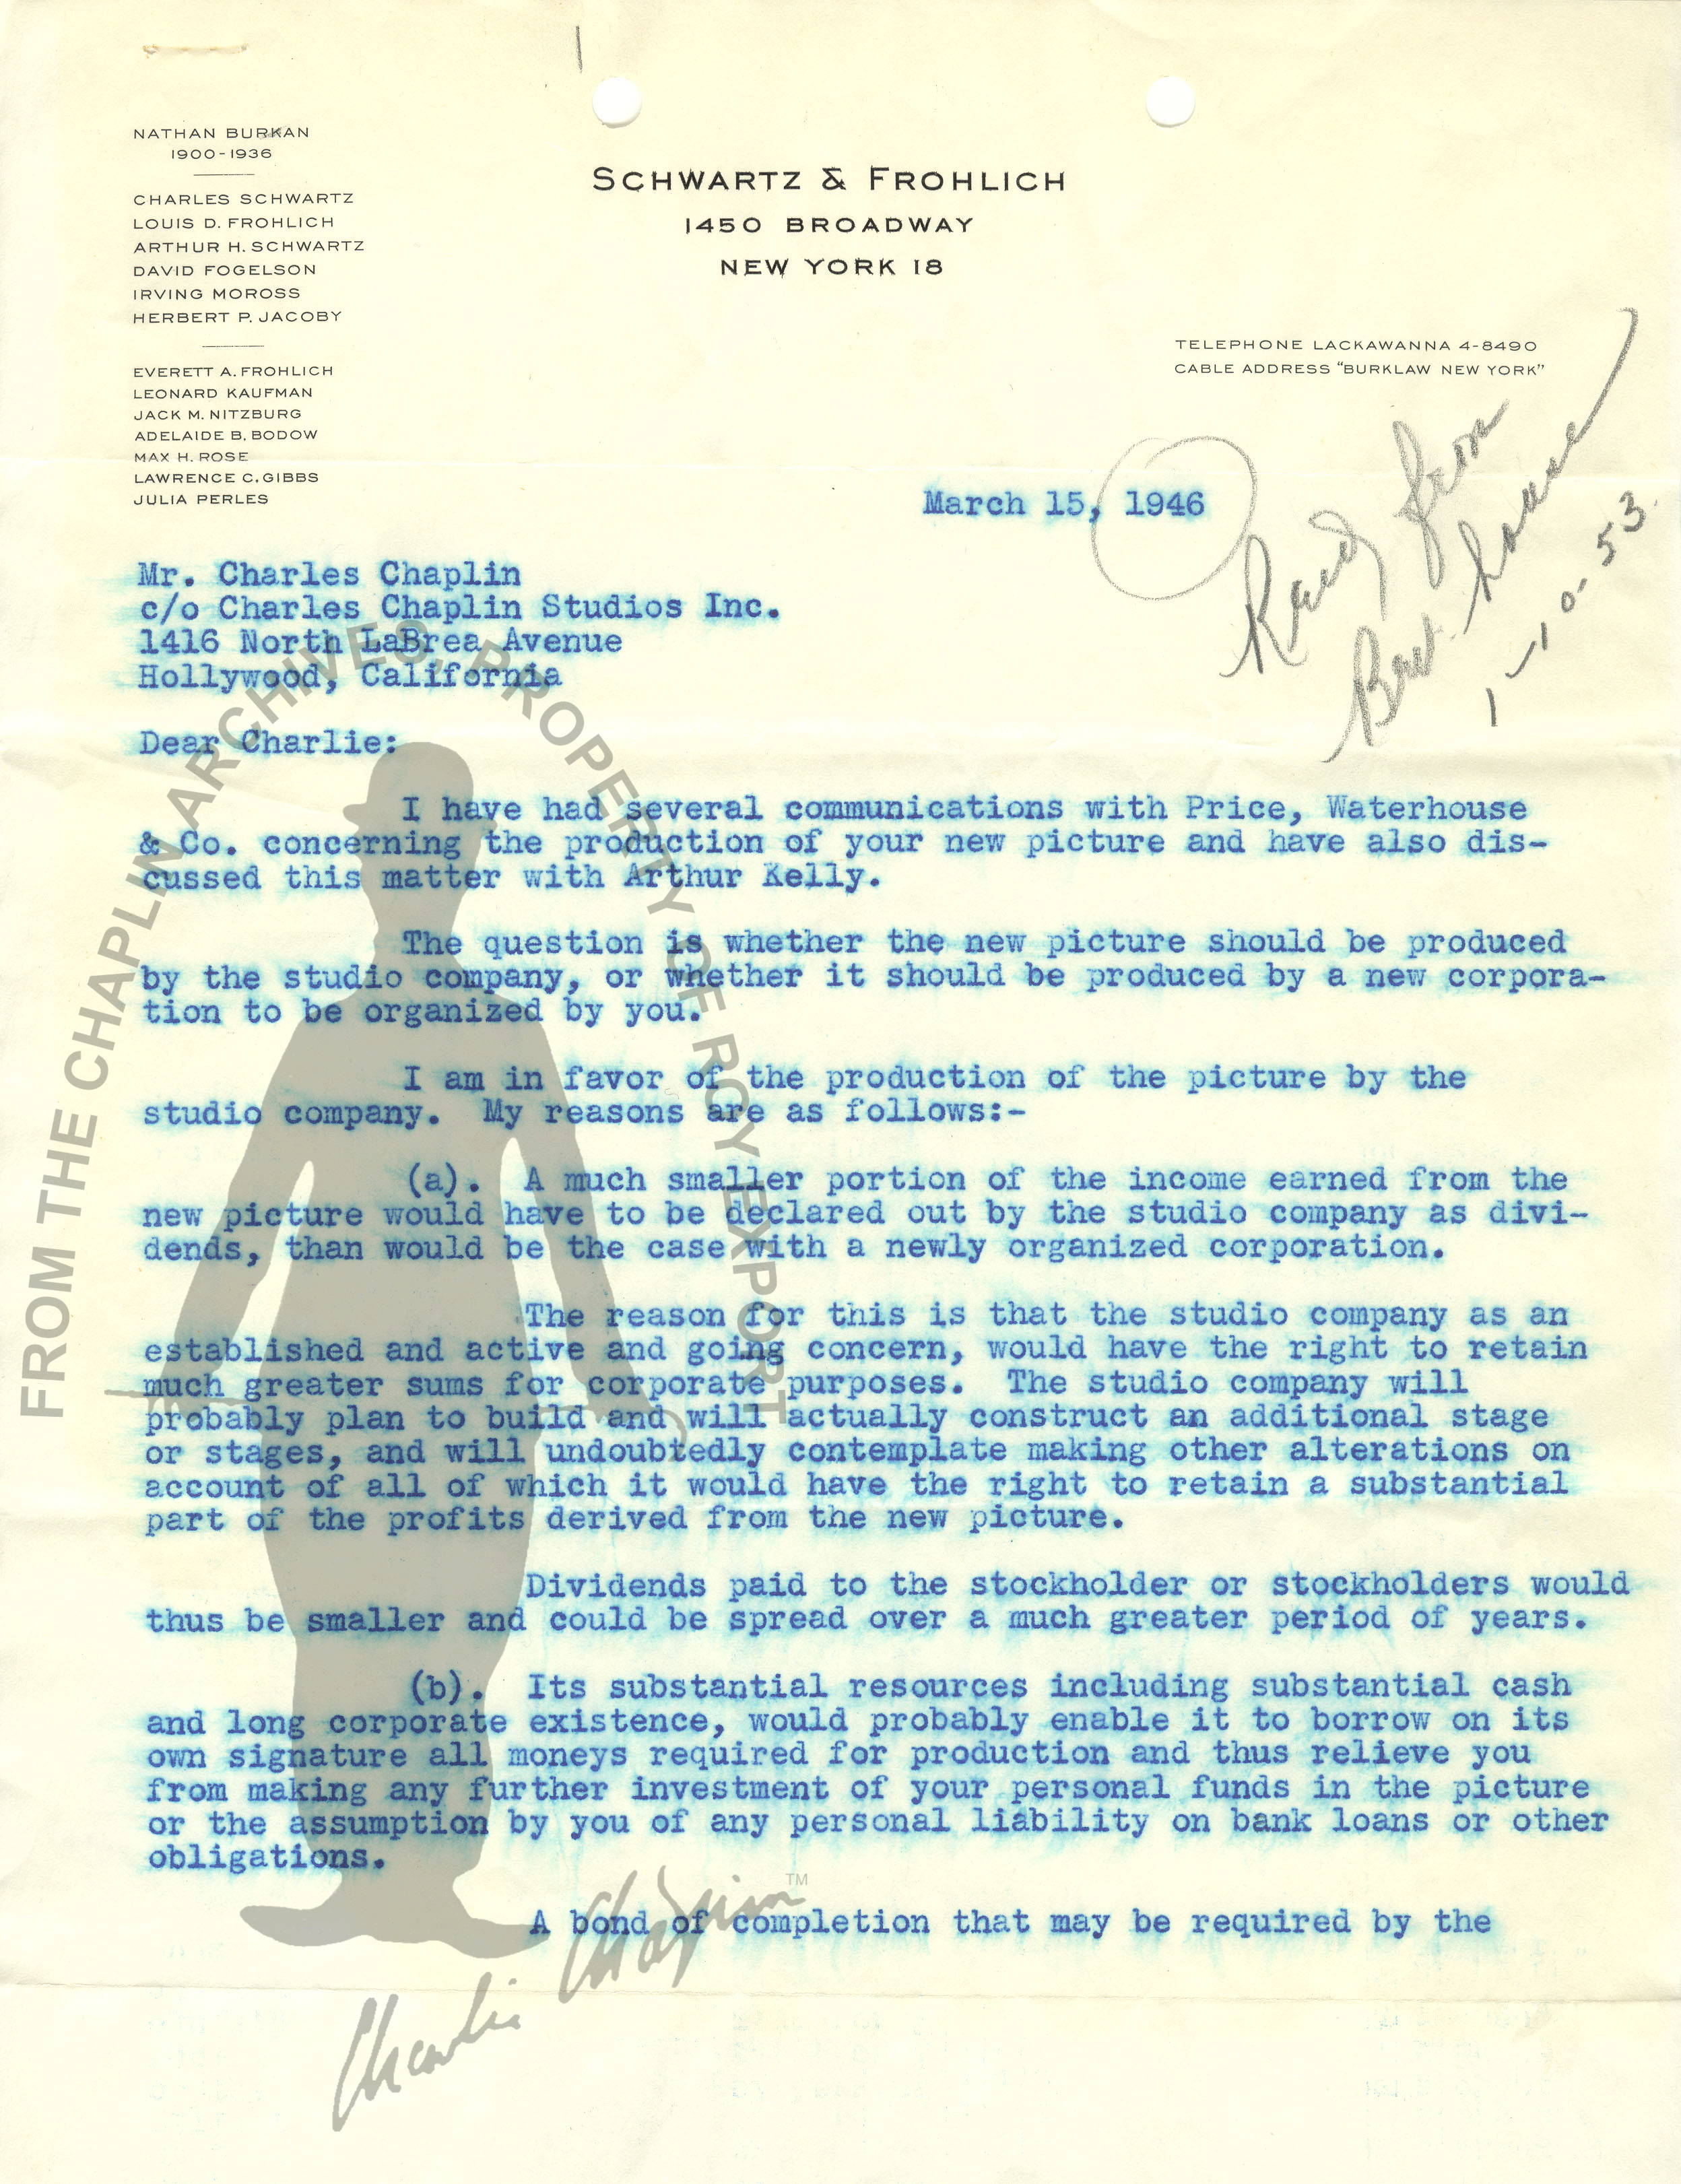 NATHAN BURKAN
1900-1936
CHARLES SCHWARTZ
LOUIS D. FROHLICH
ARTHUR H. SCHWARTZ
DAVID FOGELSON
IRVING MOROSS
HERBERT P. JACOBY
EVERETT A. FROHLICH
LEONARD KAUFMAN
JACK M. NITZBURG
ADELAIDE B. BODOW
MAX H. ROSE
LAWRENCE C. GIBBS
JULIA PERLES
SCHWARTZ & FROHLICH
1450 BROADWAY
NEW YORK 18
TELEPHONE LACKAWANNA 4-8490
CABLE ADDRESS "BURKLAW NEW YORK"
from
Bert
1-10-53
March 15, 1946
Mr. Charles Chaplin
c/o Charles Chaplin Studios Inc.
1416 North LaBrea Avenue
Hollywood, California
Dear Charlie:
I have had several communications with Price, Waterhouse
& Co. concerning the production of your new picture and have also dis-
cussed this matter with Arthur Kelly.
The question is whether the new picture should be produced
by the studio company, or whether it should be produced by a new corpora-
tion to be organized by you.
I am in favor of the production of the picture by the
studio company. My reasons are as follows:-
(a). A much smaller portion of the income earned from the
new picture would have to be declared out by the studio company as divi-
dends, than would be the case with a newly organized corporation.
The reason for this is that the studio company as an
established and active and going concern, would have the right to retain
much greater sums for corporate purposes. The studio company will
probably plan to build and will actually construct an additional stage
or stages, and will undoubtedly contemplate making other alterations on
account of all of which it would have the right to retain a substantial
part of the profits derived from the new picture.
Dividends paid to the stockholder or stockholders would
thus be smaller and could be spread over a much greater period of years.
(b). Its substantial resources including substantial cash
and long corporate existence, would probably enable it to borrow on its
own signature all moneys required for production and thus relieve you
from making any further investment of your personal funds in the picture
or the assumption by you of any personal liability on bank loans or other
obligations.
A bond of completion that may be required by the
FROM THE CHAPLIN ARCHIVES, PROPERTY OF ROY EXPORT
Charlie Chaplin TM